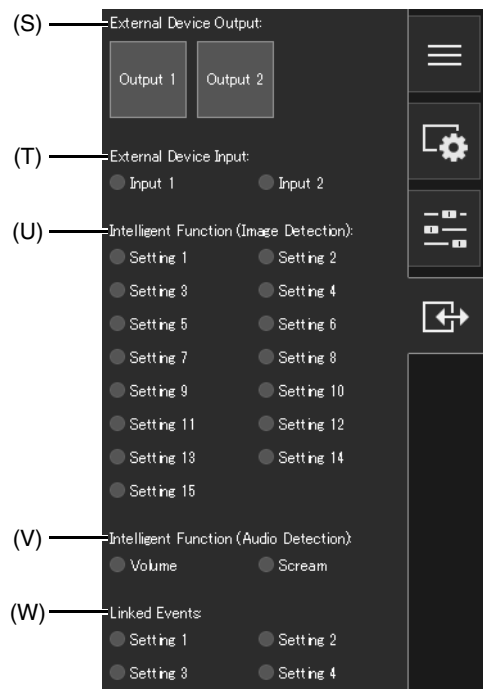 (S) External Device Output:
Output 1 Output 2
(T) External Device Input:
Input 1 Input 2
(U) Intelligent Function (Image Detection):
Setting 1 Setting 2
Setting 3 Setting 4
Setting 5 Setting 6
Setting 7 Setting 8
Setting 9 Setting 10
Setting 11 Setting 12
Setting 13 Setting 14
Setting 15
(V) Intelligent Function (Audio Detection):
Volume Scream
(W) Linked Events:
Setting 1 Setting 2
Setting 3 Setting 4